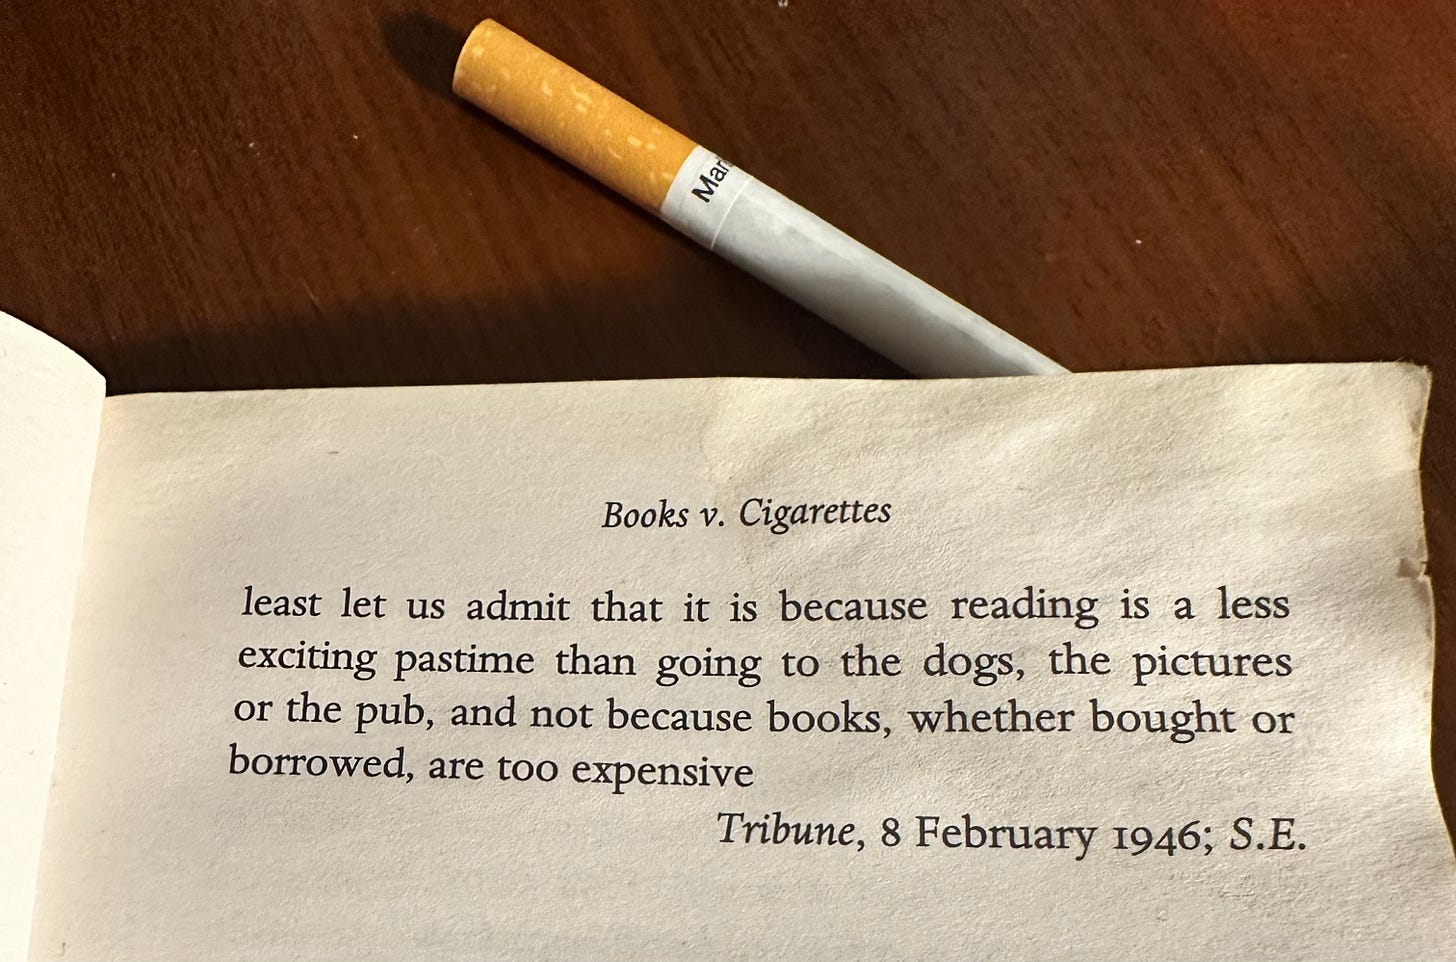 Books v. Cigarettes
least let us admit that it is because reading is a less
exciting pastime than going to the dogs, the pictures
or the pub, and not because books, whether bought or
borrowed, are too expensive
Tribune, 8 February 1946; S.E.